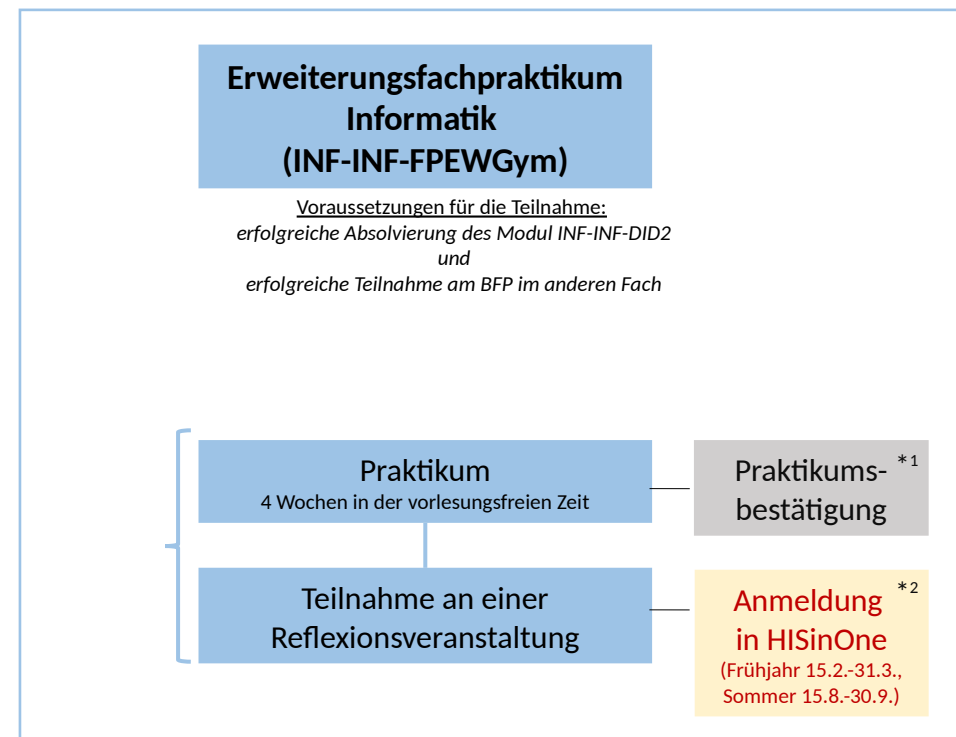 Erweiterungsfachpraktikum
Informatik
(INF-INF-FPEWGym)
Voraussetzungen für die Teilnahme:
erfolgreiche Absolvierung des Modul INF-INF-DID2
und
erfolgreiche Teilnahme am BFP im anderen Fach
Praktikum
4 Wochen in der vorlesungsfreien Zeit
Praktikums- *1
bestätigung
Teilnahme an einer
Reflexionsveranstaltung
Anmeldung *2
in HISinOne
(Frühjahr 15.2.-31.3.,
Sommer 15.8.-30.9.)